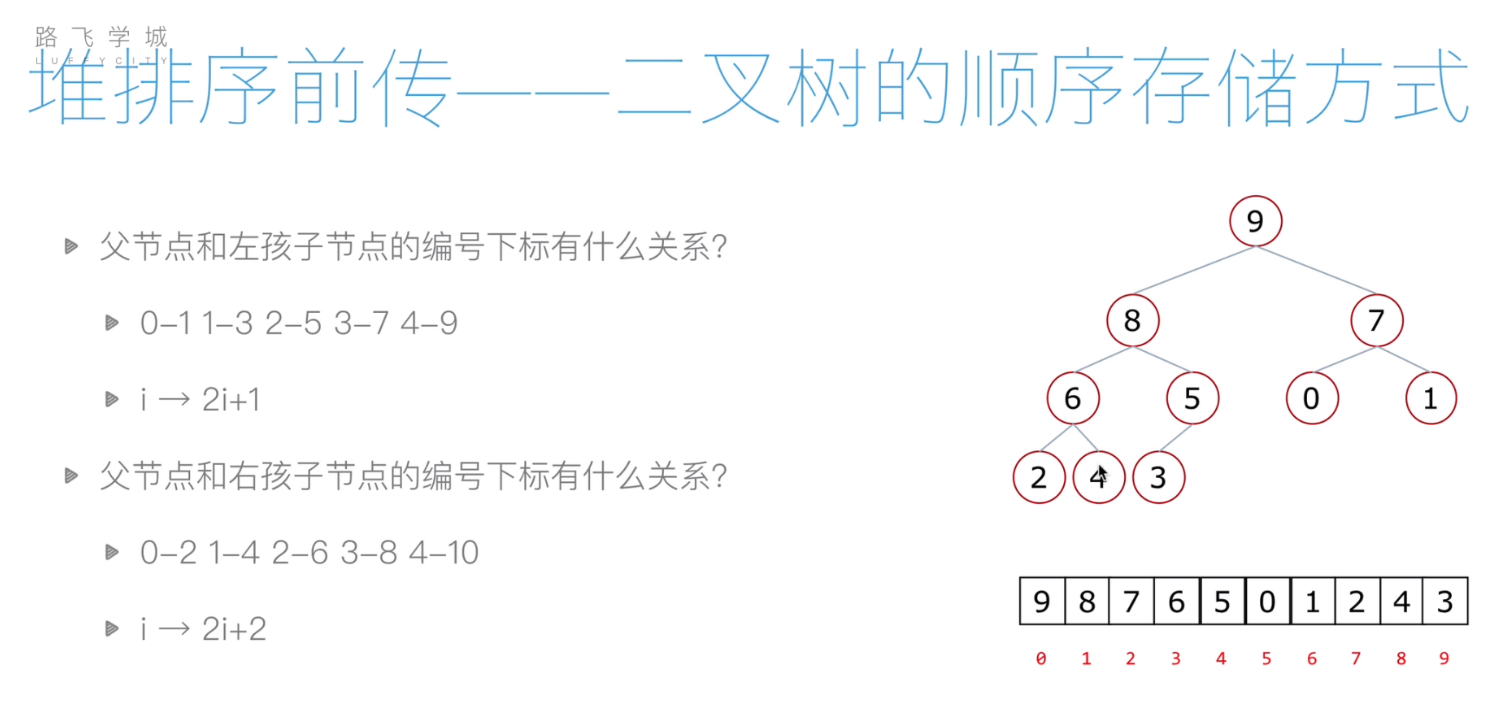 路飞学城
LUFFYCITY
堆排序前传——二叉树的顺序存储方式
父节点和左孩子节点的编号下标有什么关系?
0–1 1–3 2–5 3–7 4–9
i → 2i+1
父节点和右孩子节点的编号下标有什么关系?
0–2 1–4 2–6 3–8 4–10
i → 2i+2
9
8 7
6 5 0 1
2 4 3
9 8 7 6 5 0 1 2 4 3
0 1 2 3 4 5 6 7 8 9